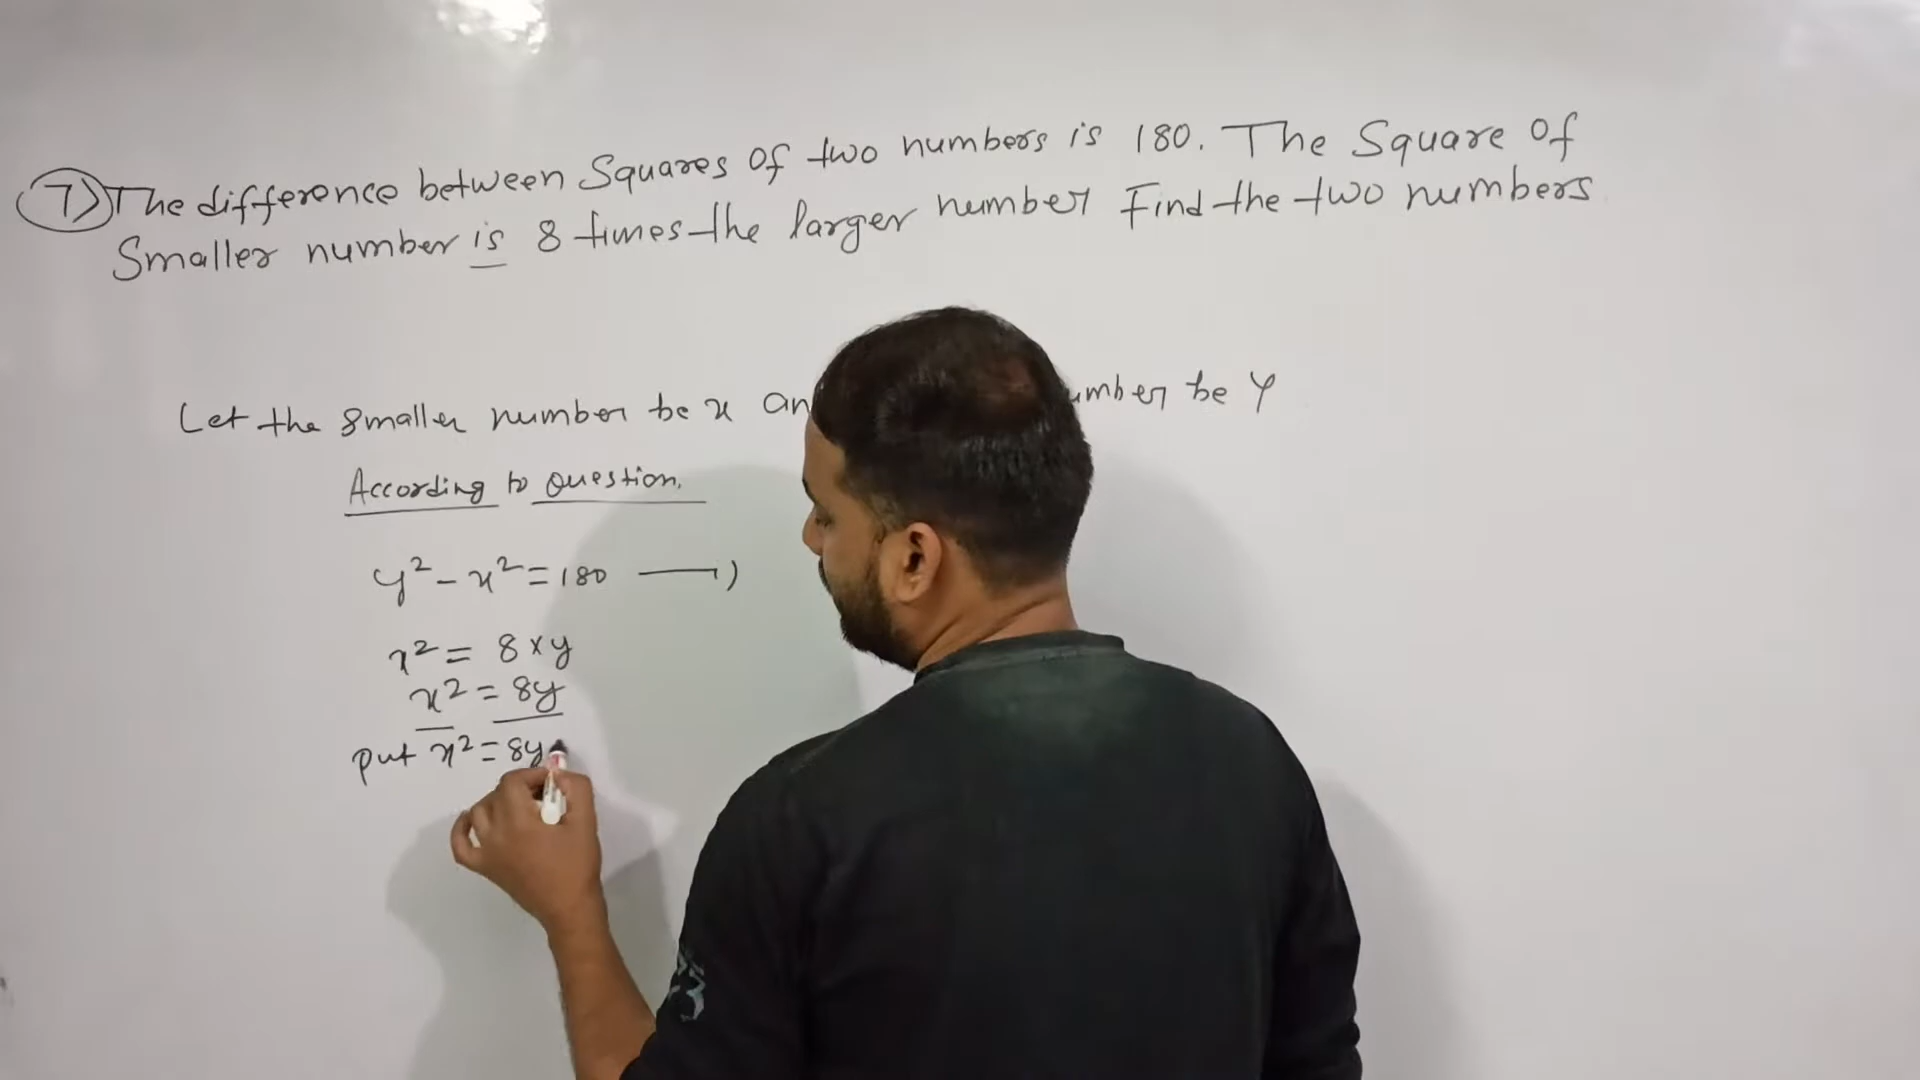 7) The difference between Squares of two numbers is 180. The Square of
Smaller number is 8 times the larger number Find the two numbers
Let the smaller number be x an umber be y
According to question,
y² - x² = 180 —— 1)
x² = 8 × y
x² = 8y
put x² = 8y